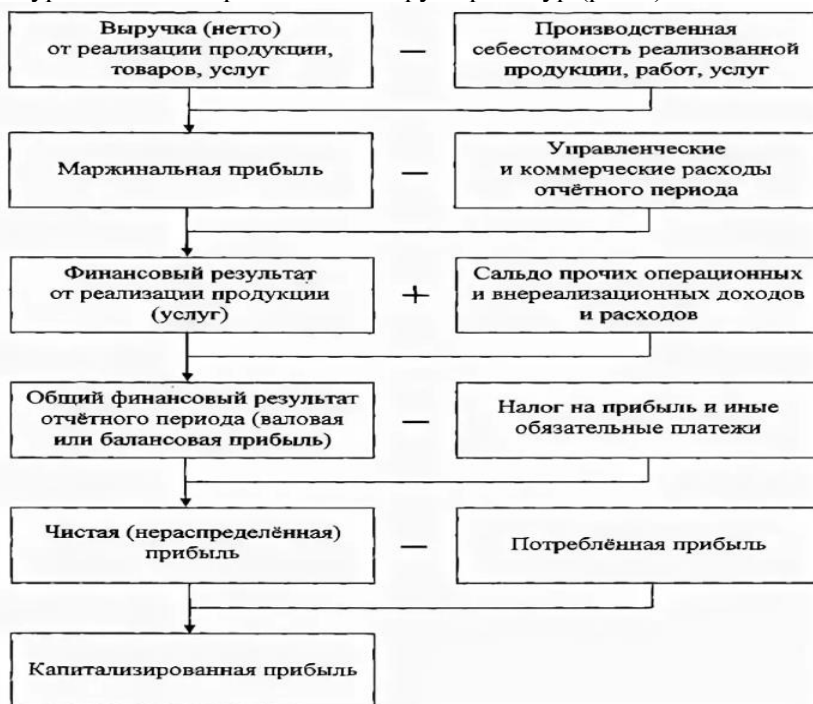 Выручка (нетто)
от реализации продукции,
товаров, услуг
—
Производственная
себестоимость реализованной
продукции, работ, услуг
Маржинальная прибыль
—
Управленческие
и коммерческие расходы
отчётного периода
Финансовый результат
от реализации продукции
(услуг)
+
Сальдо прочих операционных
и внереализационных доходов
и расходов
Общий финансовый результат
отчётного периода (валовая
или балансовая прибыль)
—
Налог на прибыль и иные
обязательные платежи
Чистая (нераспределённая)
прибыль
—
Потреблённая прибыль
Капитализированная прибыль